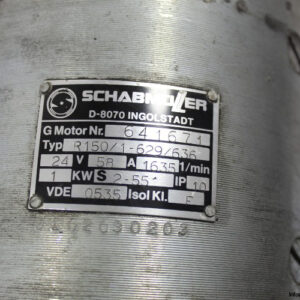 SCHABMÜLLER
D-8070 INGOLSTADT
G Motor Nr. 641671
Typ R150/1-629/636
24 V 58 A 1635 1/min
1 KW S 2-55' IP 10
VDE 0535 Isol Kl. F